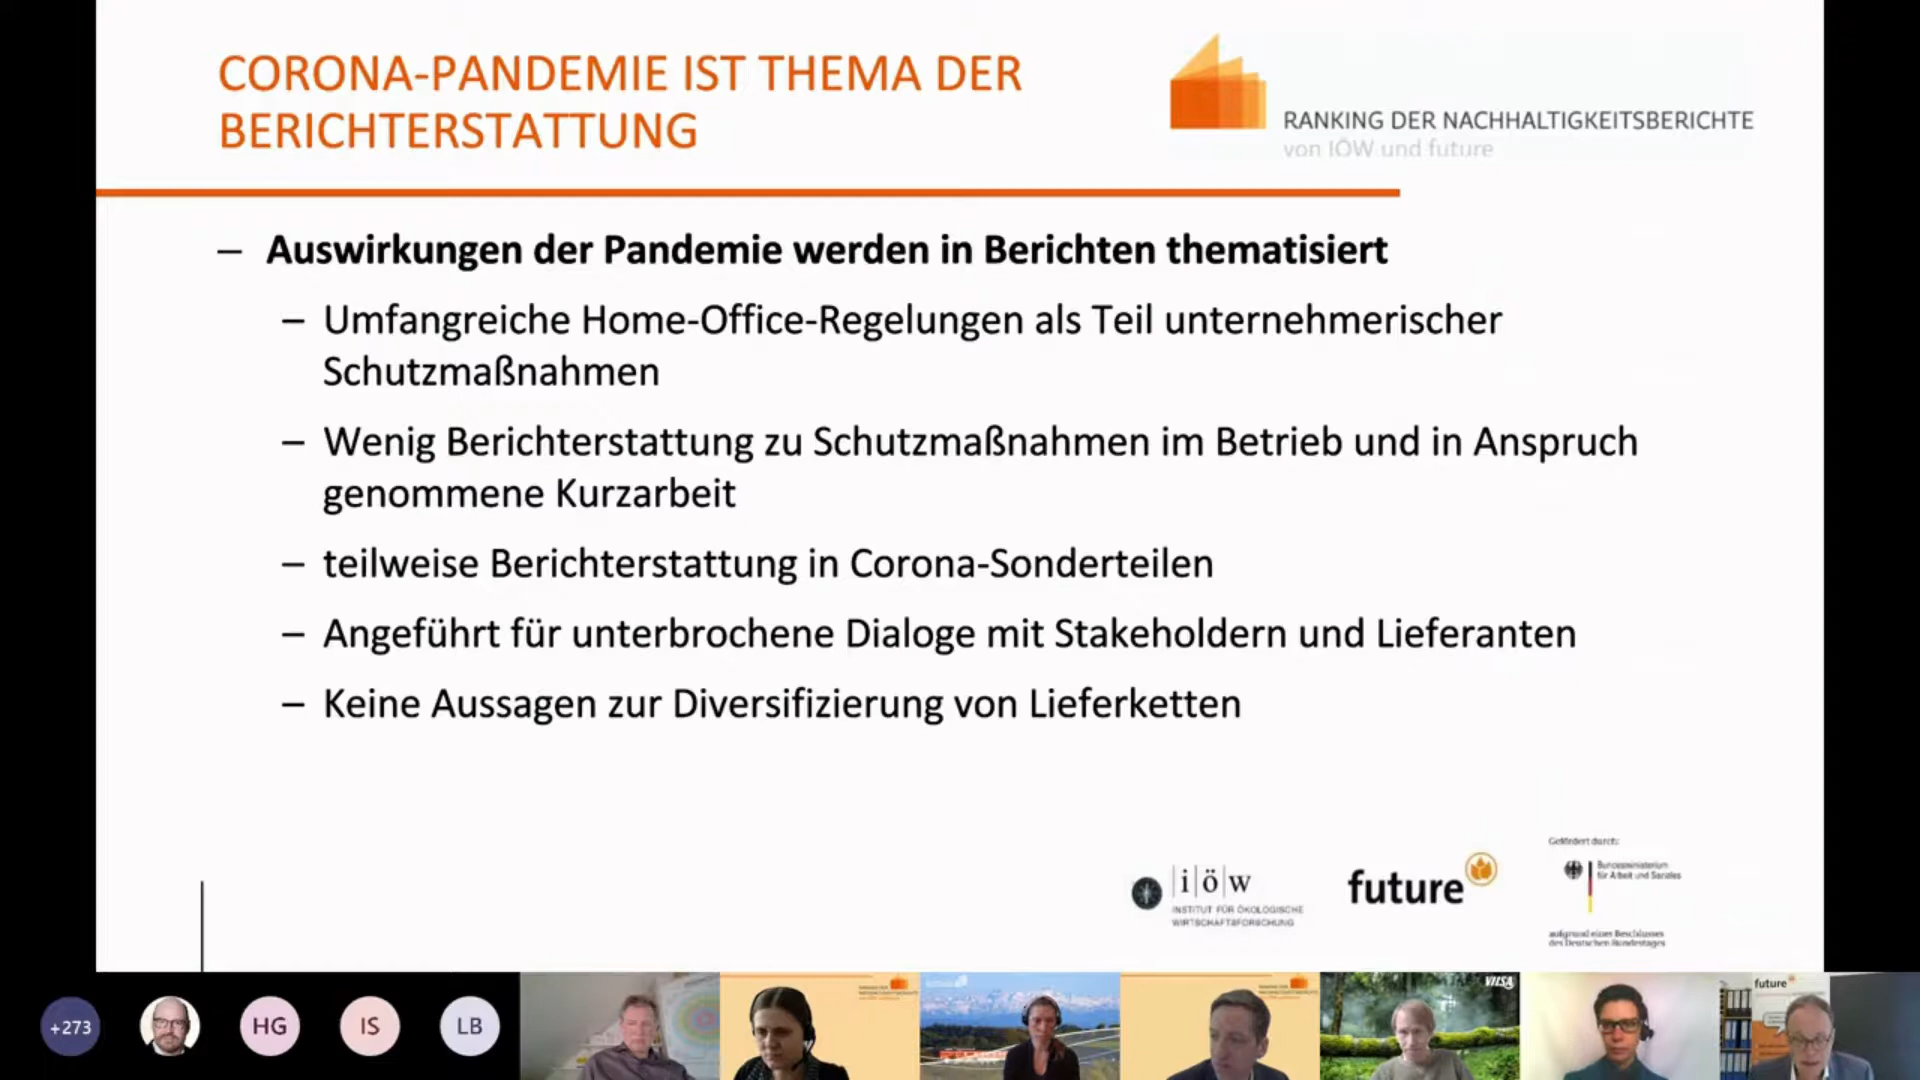 CORONA-PANDEMIE IST THEMA DER
BERICHTERSTATTUNG
RANKING DER NACHHALTIGKEITSBERICHTE
von IÖW und future
– Auswirkungen der Pandemie werden in Berichten thematisiert
– Umfangreiche Home-Office-Regelungen als Teil unternehmerischer
Schutzmaßnahmen
– Wenig Berichterstattung zu Schutzmaßnahmen im Betrieb und in Anspruch
genommene Kurzarbeit
– teilweise Berichterstattung in Corona-Sonderteilen
– Angeführt für unterbrochene Dialoge mit Stakeholdern und Lieferanten
– Keine Aussagen zur Diversifizierung von Lieferketten
i|ö|w
INSTITUT FÜR ÖKOLOGISCHE
WIRTSCHAFTSFORSCHUNG
future
Gefördert durch:
Bundesministerium
für Arbeit und Soziales
aufgrund eines Beschlusses
des Deutschen Bundestages
+273
HG
IS
LB
VILSA
future